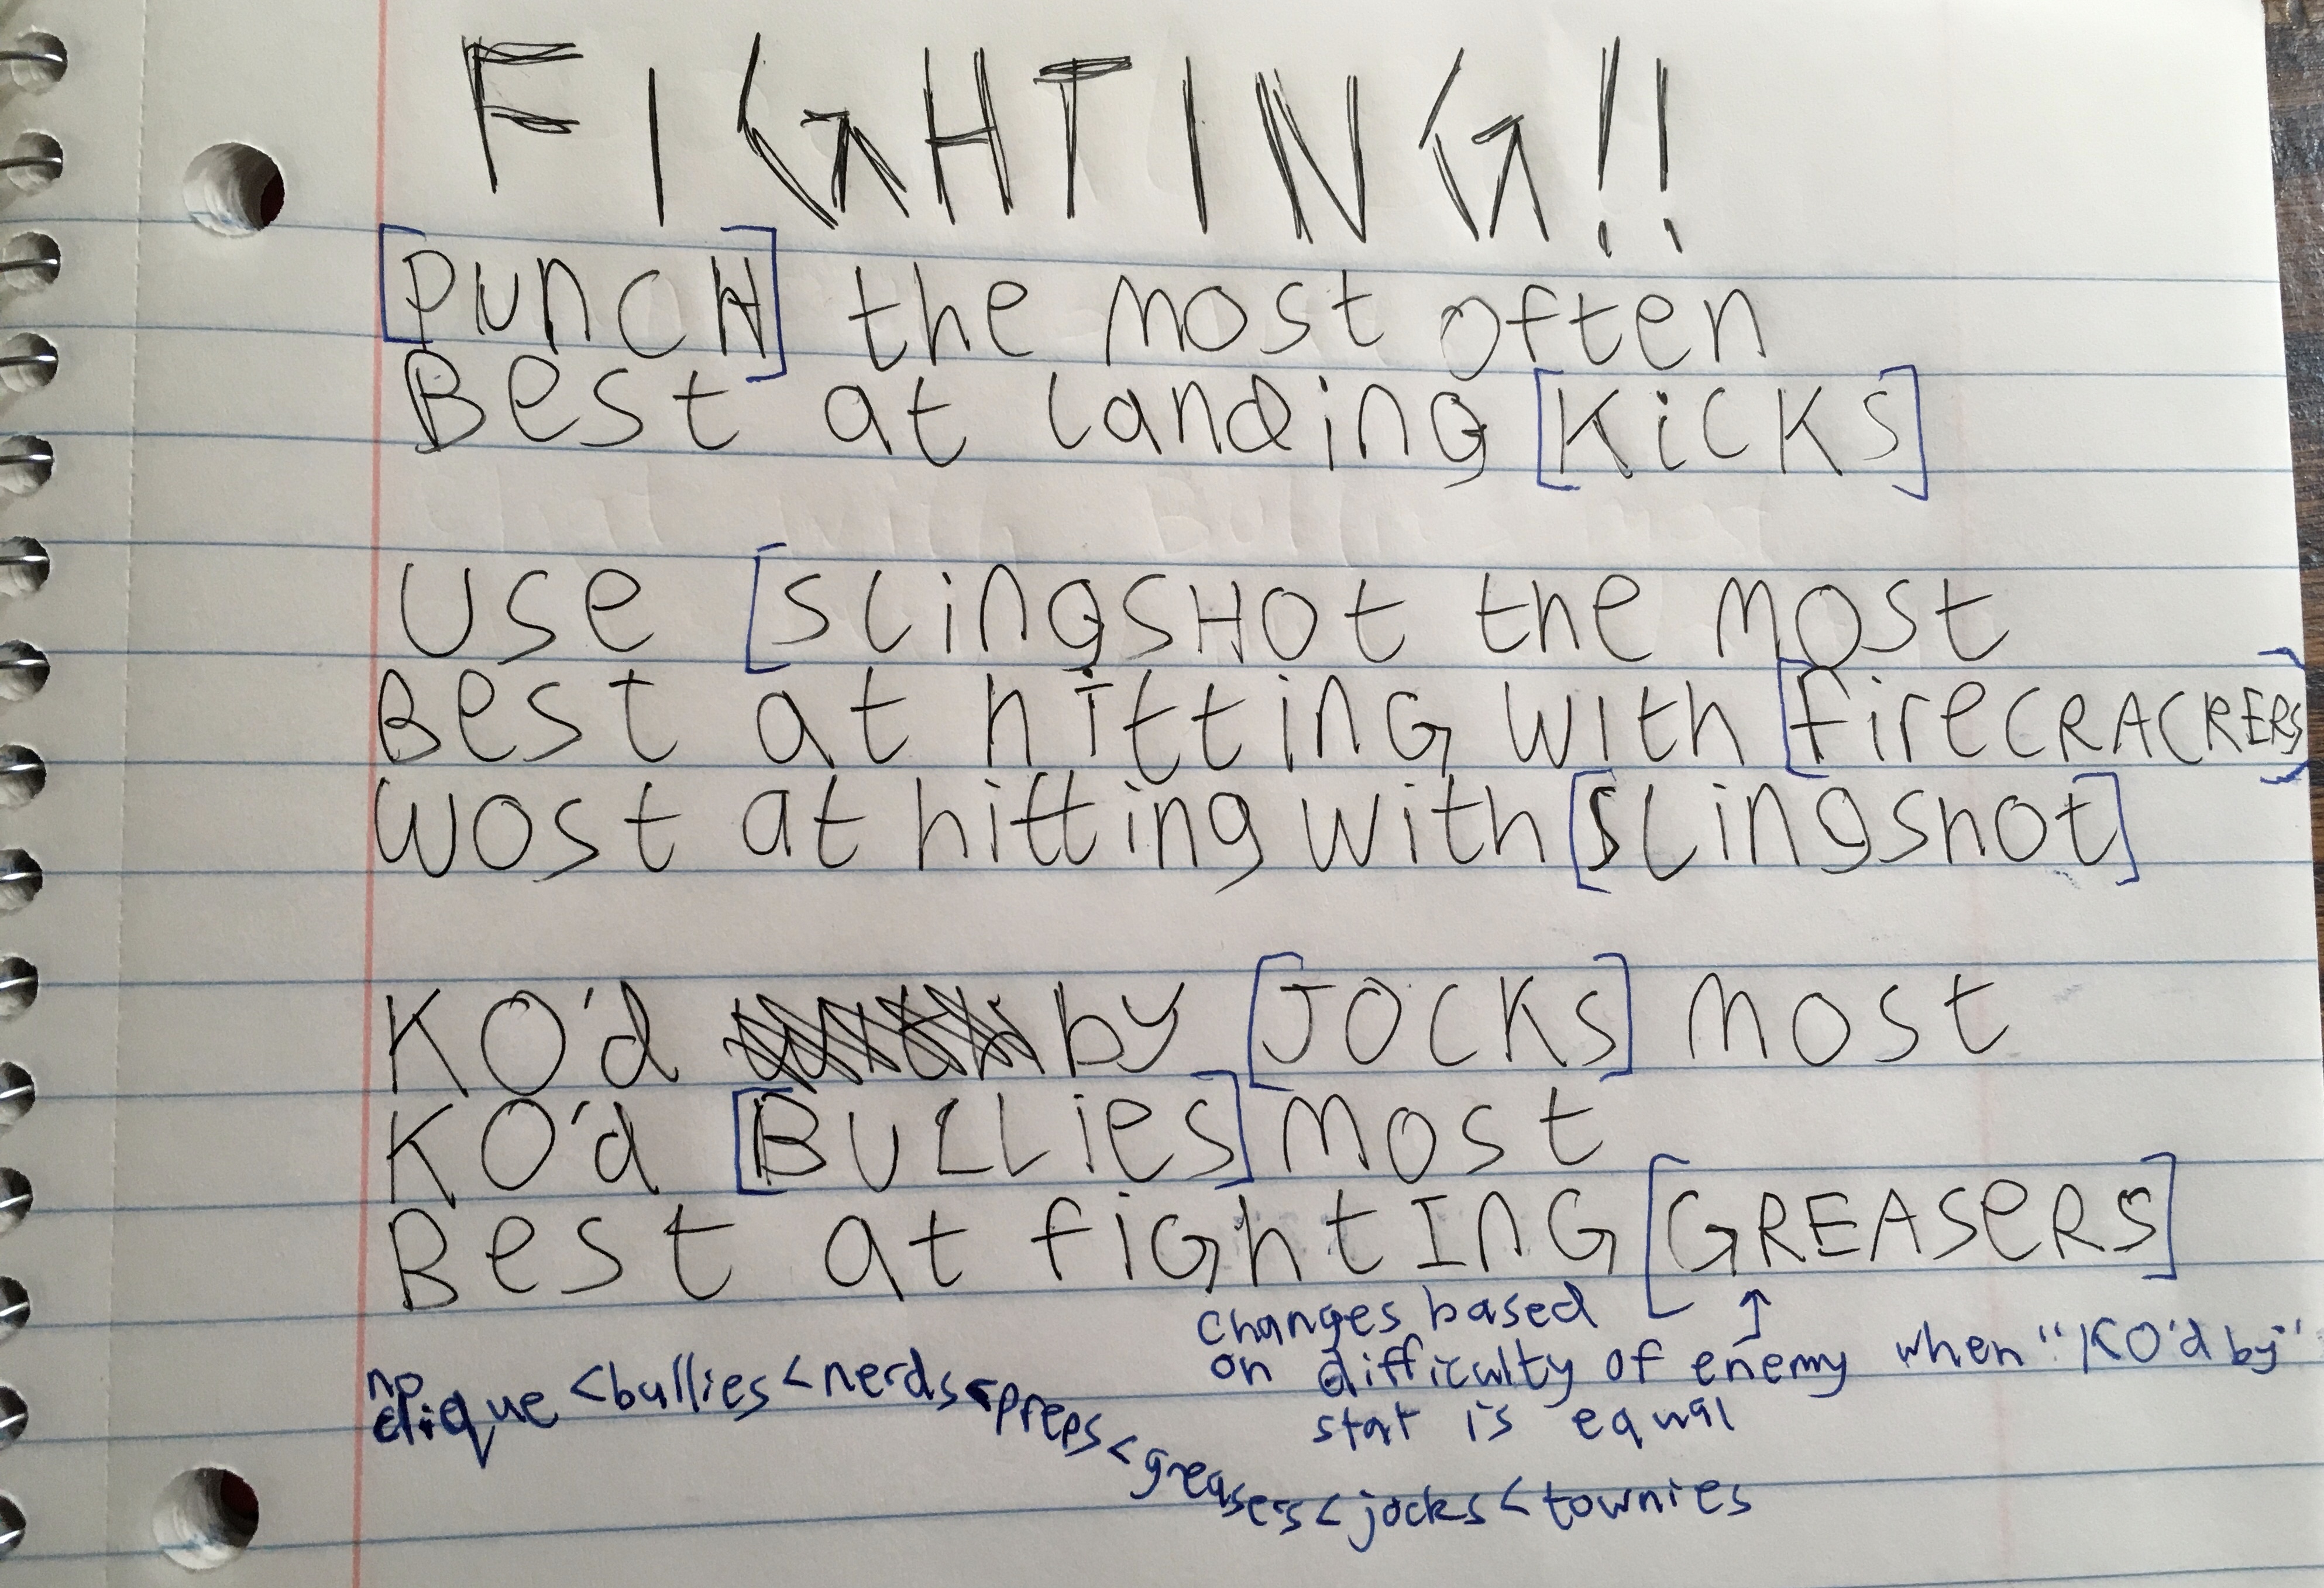 FIGHTING!!
[PUNCH] the most often
Best at landing [KicKs]
Use [slingsHot the most
Best at hitting with [firecRACKERS]
Wost at hitting with [slingshot]
KO'd by [JOCKs] most
KO'd [BULLies] most
Best at fighting [GREASeRS]
changes based
on difficulty of enemy when "KO'd by"
stat is equal
no
clique < bullies < nerds < preps < greasers < jocks < townies